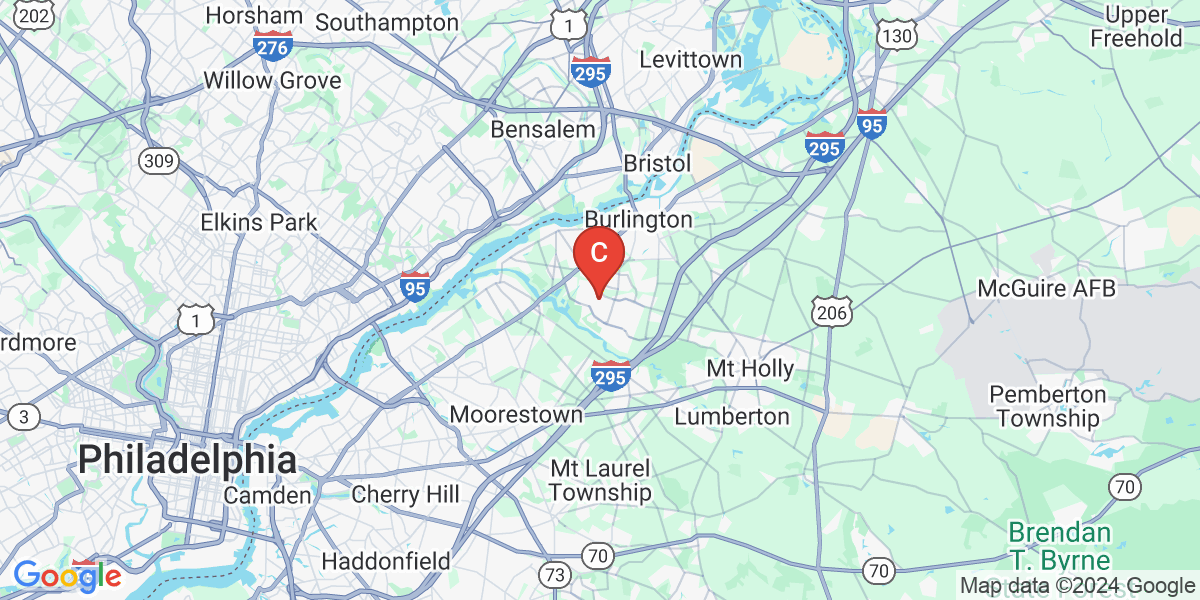 202
Horsham
Southampton
1
Upper
Freehold
130
276
Levittown
295
Willow Grove
Bensalem
95
295
309
Bristol
Elkins Park
Burlington
C
95
McGuire AFB
1
206
rdmore
295
Mt Holly
3
Moorestown
Lumberton
Pemberton
Township
Philadelphia
Mt Laurel
Township
Camden
Cherry Hill
70
Haddonfield
70
73
70
Brendan
T. Byrne
State Forest
Google
Map data ©2024 Google